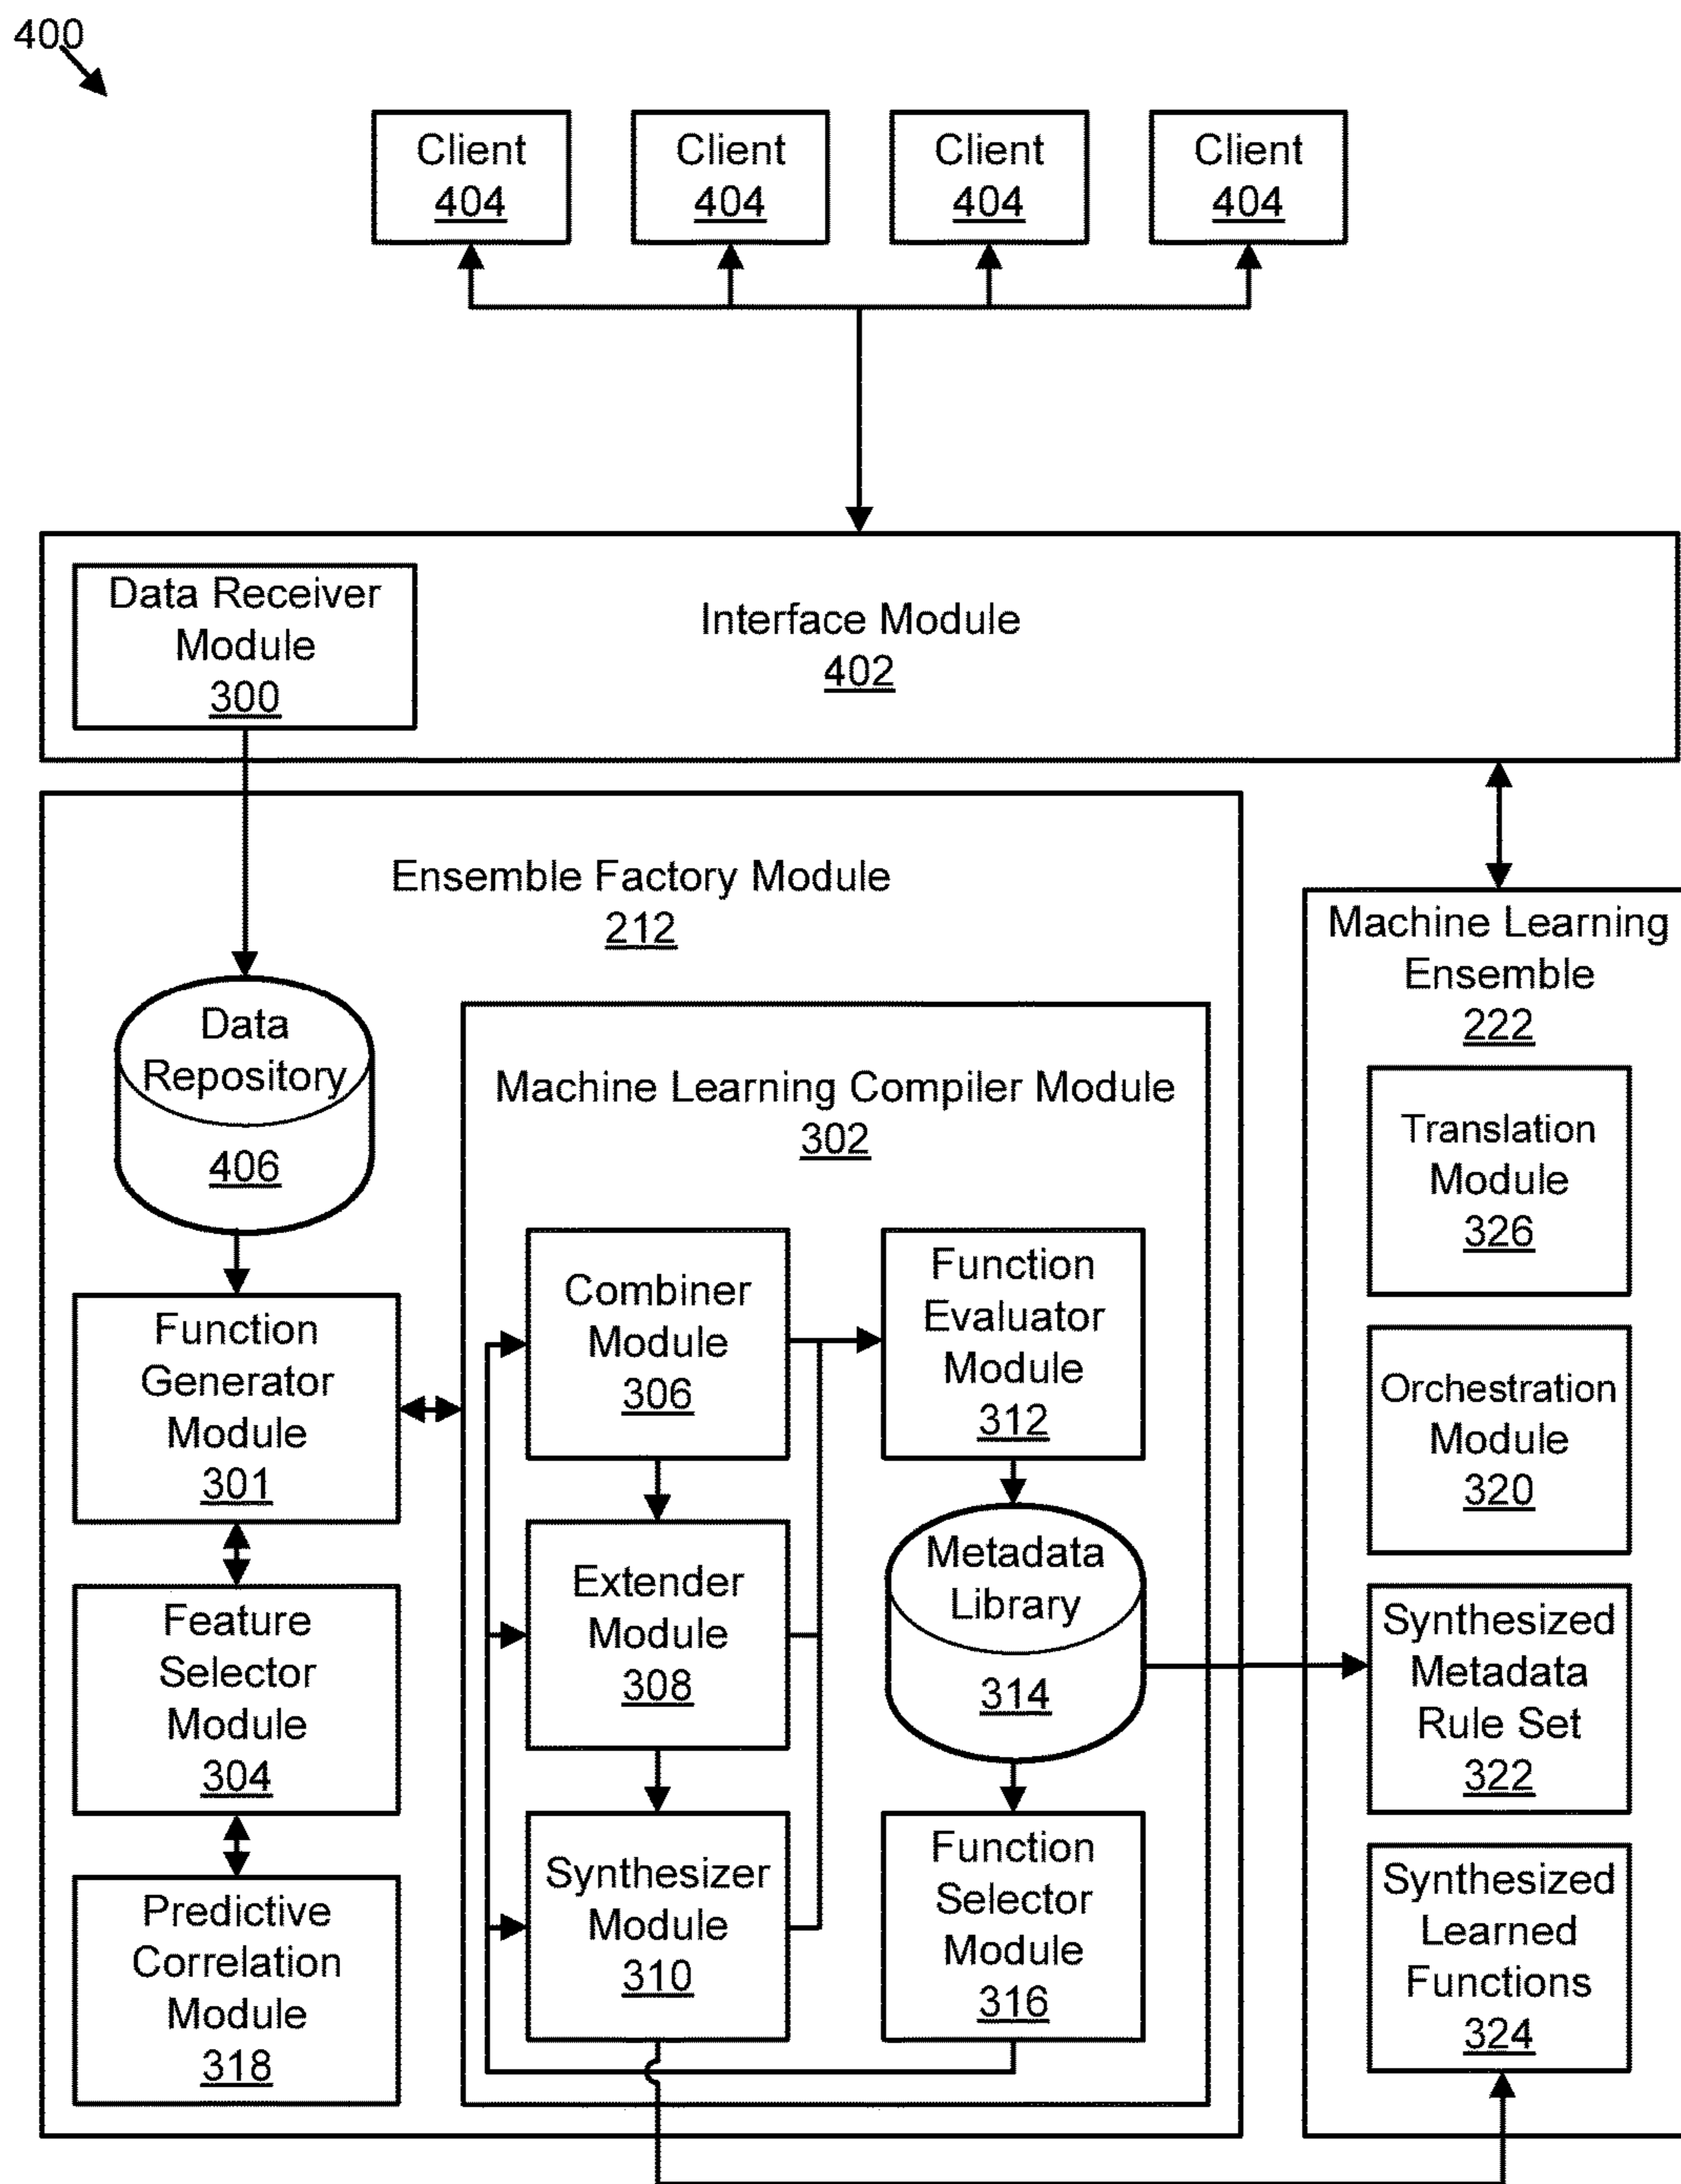 400
Client
404
Client
404
Client
404
Client
404
Data Receiver
Module
300
Interface Module
402
Ensemble Factory Module
212
Data
Repository
406
Function
Generator
Module
301
Feature
Selector
Module
304
Predictive
Correlation
Module
318
Machine Learning Compiler Module
302
Combiner
Module
306
Extender
Module
308
Synthesizer
Module
310
Function
Evaluator
Module
312
Metadata
Library
314
Function
Selector
Module
316
Machine Learning
Ensemble
222
Translation
Module
326
Orchestration
Module
320
Synthesized
Metadata
Rule Set
322
Synthesized
Learned
Functions
324